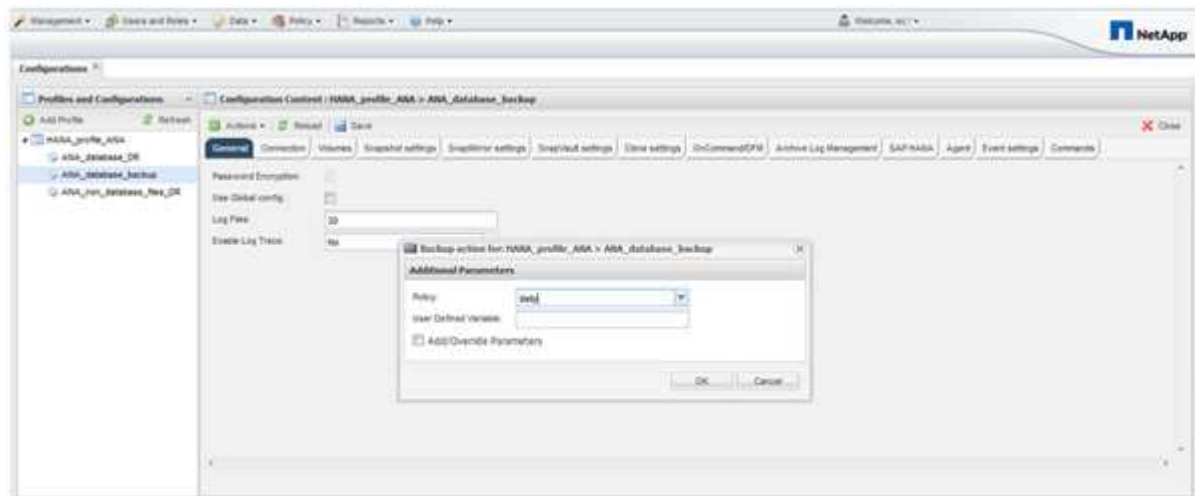 Management Users and Roles Data Policy Reports Help Welcome,
NetApp
Configurations
Profiles and Configurations
Configuration Content : HANA_profile_ANA > ANA_database_backup
Add Profile Refresh
Actions Reload Save Close
HANA_profile_ANA
ANA_database_DR
ANA_database_backup
ANA_non_database_files_DR
General Connection Volumes Snapshot settings SnapMirror settings SnapVault settings Clone settings OnCommand/DFM Archive Log Management SAP HANA Agent Event settings Commands
Password Encryption:
Use Global config:
Log Files: 30
Enable Log Trace: No
Backup action for: HANA_profile_ANA > ANA_database_backup
Additional Parameters
Policy:
User Defined Variable:
Add/Override Parameters
OK Cancel